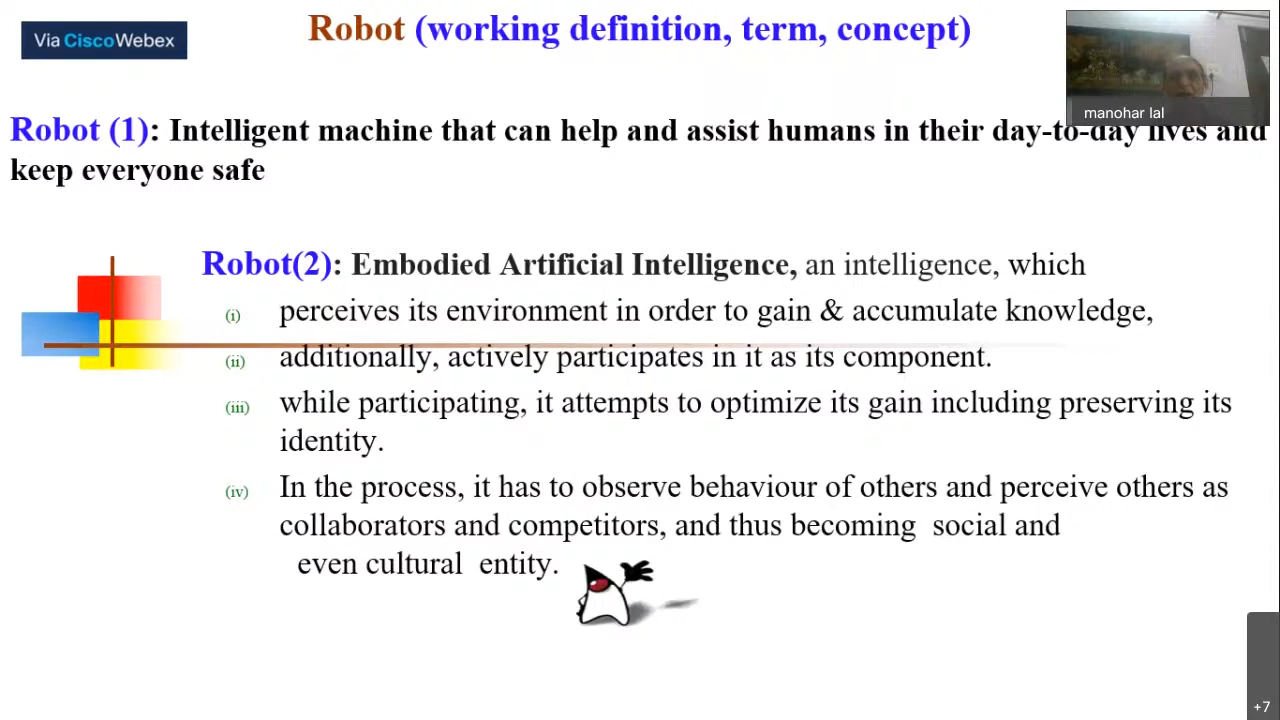 Via CiscoWebex
Robot (working definition, term, concept)
manohar lal
Robot (1): Intelligent machine that can help and assist humans in their day-to-day lives and
keep everyone safe
Robot(2): Embodied Artificial Intelligence, an intelligence, which
(i) perceives its environment in order to gain & accumulate knowledge,
(ii) additionally, actively participates in it as its component.
(iii) while participating, it attempts to optimize its gain including preserving its
identity.
(iv) In the process, it has to observe behaviour of others and perceive others as
collaborators and competitors, and thus becoming social and
even cultural entity.
+7